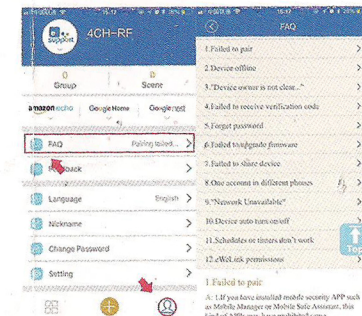 support
4CH-RF
0
Group
0
Scene
amazon echo
Google Home
Google nest
FAQ
Pairing failed...
Feedback
Language
English
Nickname
Change Password
Setting
FAQ
1.Failed to pair
2.Device offline
3."Device owner is not clear..."
4.Failed to receive verification code
5.Forget password
6.Failed to upgrade firmware
7.Failed to share device
8.One account in different phones
9."Network Unavailable"
10.Device auto turn on/off
11.Schedules or timers don't work
12.eWeLink permissions
Top
1.Failed to pair
A: 1.If you have installed mobile security APP such
as Mobile Manager or Mobile Safe Assistant, this